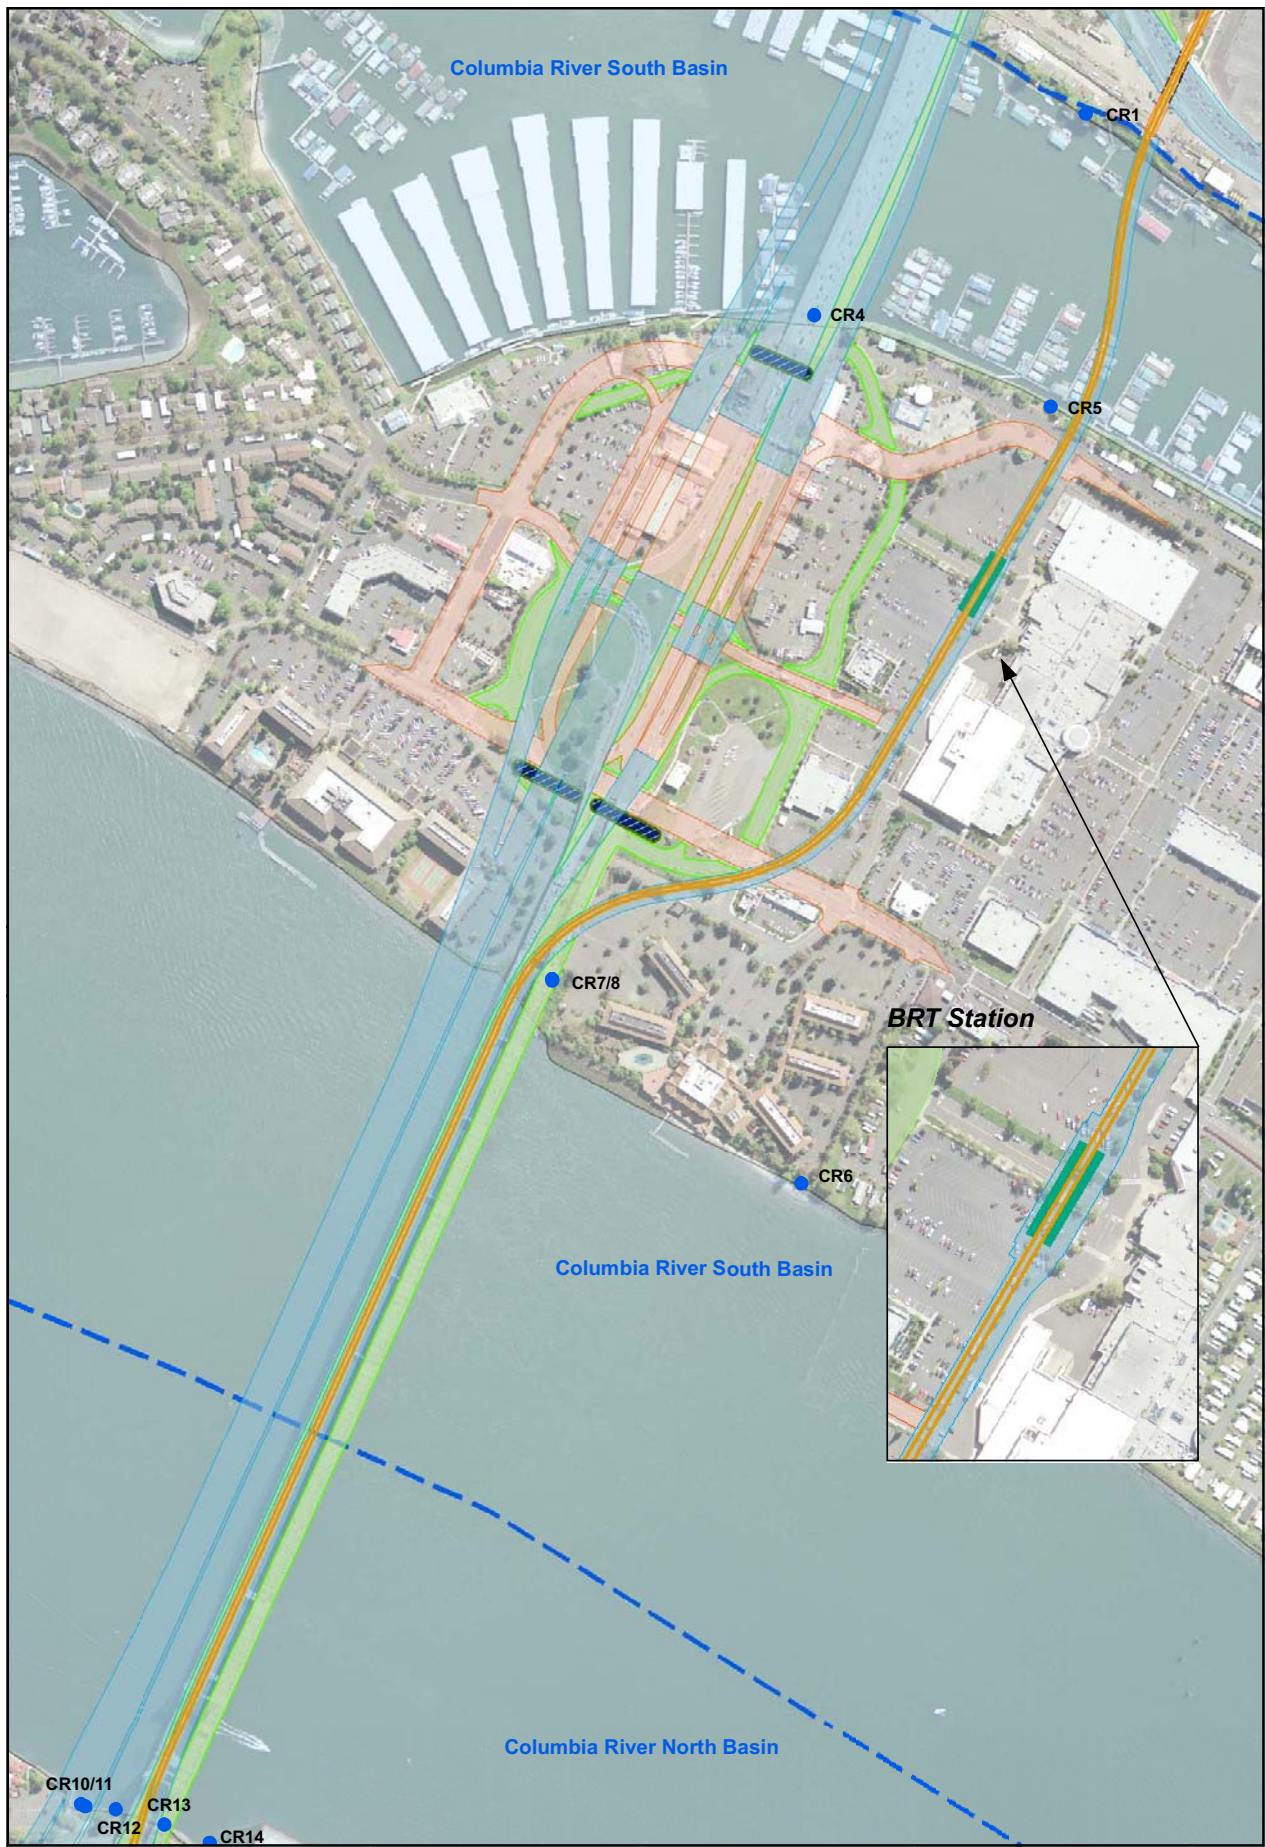 Columbia River South Basin
CR1
CR4
CR5
CR7/8
BRT Station
CR6
Columbia River South Basin
Columbia River North Basin
CR10/11
CR13
CR12
CR14